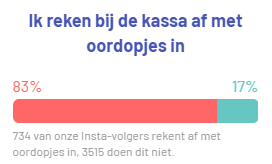 Ik reken bij de kassa af met
oordopjes in
83% 17%
734 van onze Insta-volgers rekent af met
oordopjes in, 3515 doen dit niet.